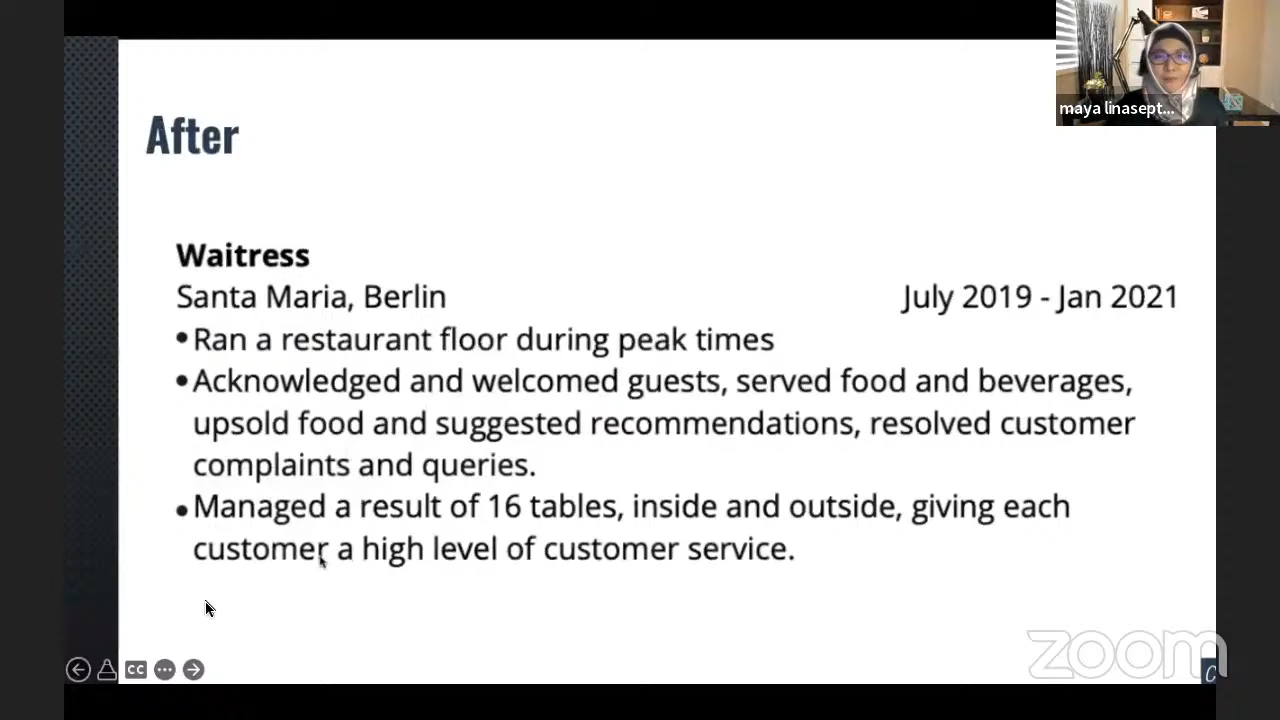 maya linasept...
After
Waitress
Santa Maria, Berlin July 2019 - Jan 2021
•Ran a restaurant floor during peak times
•Acknowledged and welcomed guests, served food and beverages,
upsold food and suggested recommendations, resolved customer
complaints and queries.
•Managed a result of 16 tables, inside and outside, giving each
customer a high level of customer service.
CC
zoom
C